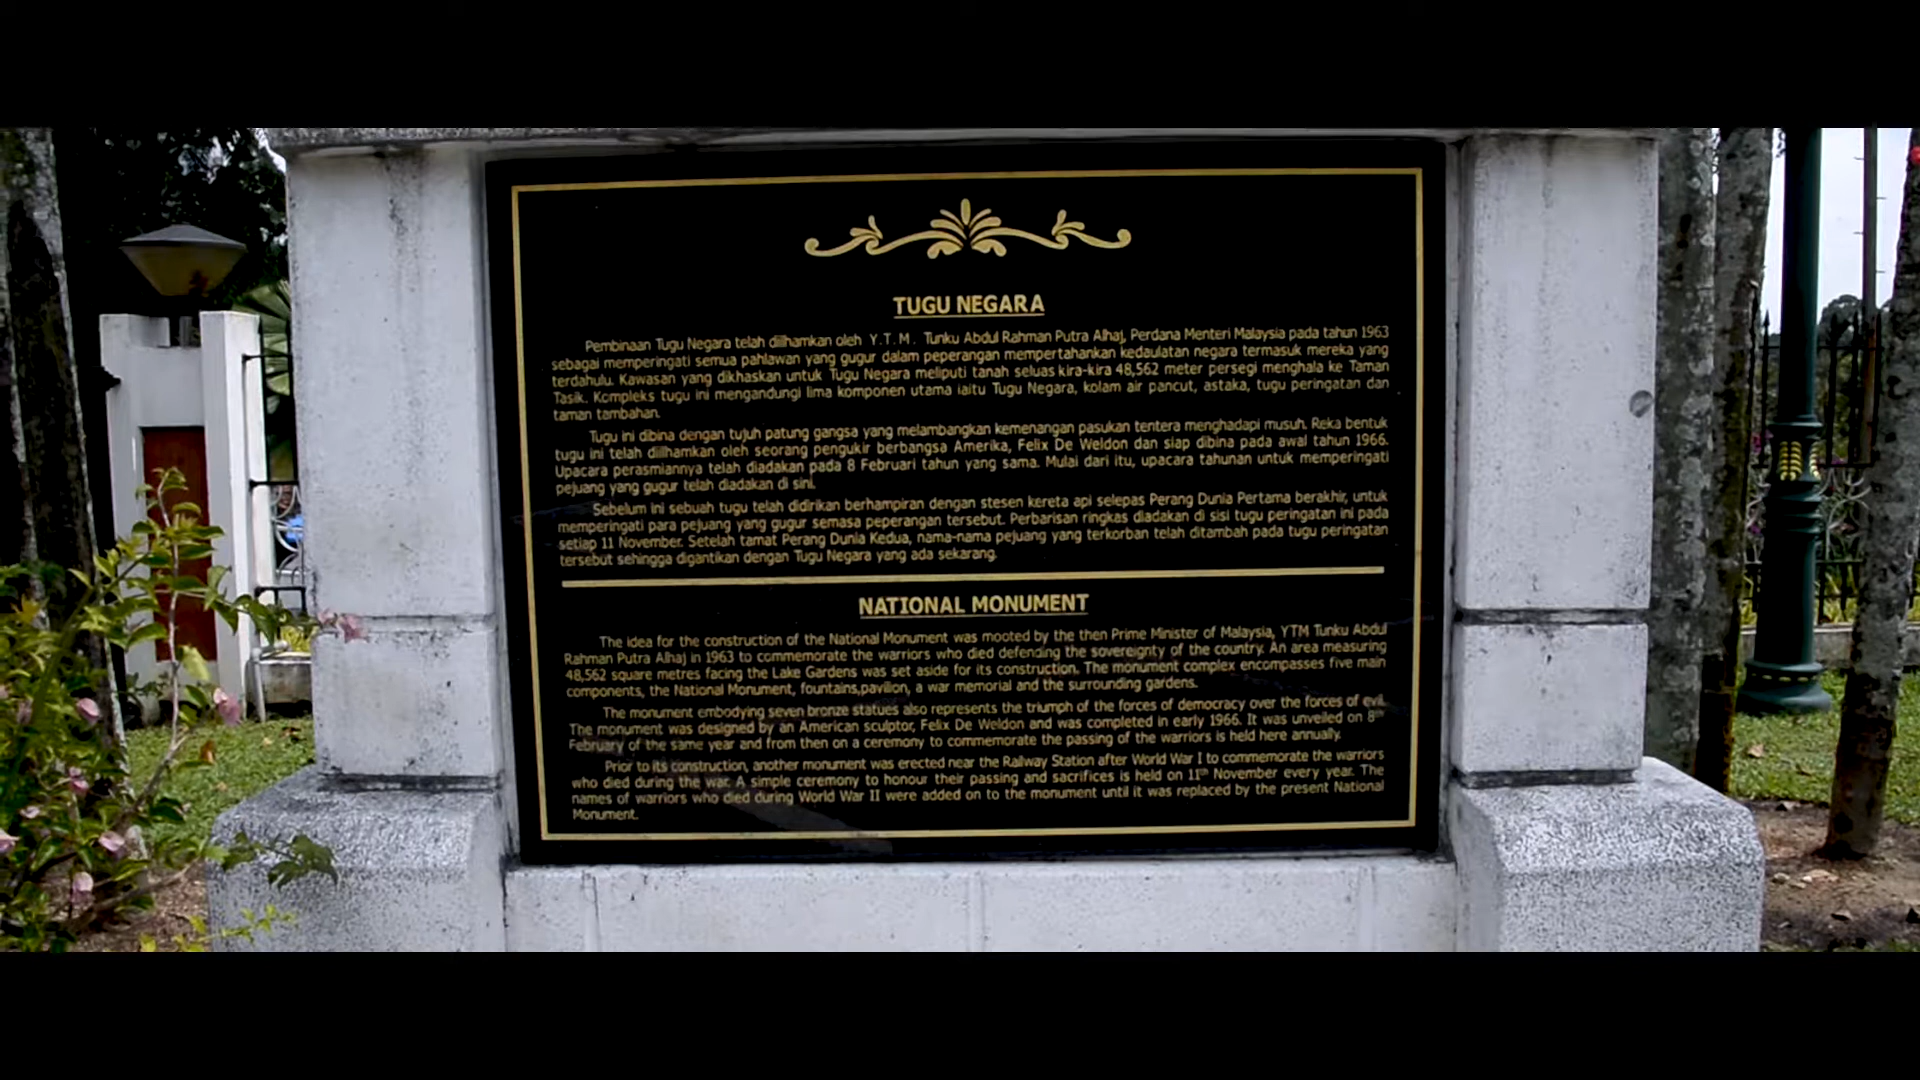 TUGU NEGARA
Pembinaan Tugu Negara telah diilhamkan oleh Y.T.M. Tunku Abdul Rahman Putra Alhaj, Perdana Menteri Malaysia pada tahun 1963
sebagai memperingati semua pahlawan yang gugur dalam peperangan mempertahankan kedaulatan negara termasuk mereka yang
terdahulu. Kawasan yang dikhaskan untuk Tugu Negara meliputi tanah seluas kira-kira 48,562 meter persegi menghala ke Taman
Tasik. Kompleks tugu ini mengandungi lima komponen utama iaitu Tugu Negara, kolam air pancut, astaka, tugu peringatan dan
taman tambahan.
Tugu ini dibina dengan tujuh patung gangsa yang melambangkan kemenangan pasukan tentera menghadapi musuh. Reka bentuk
tugu ini telah diilhamkan oleh seorang pengukir berbangsa Amerika, Felix De Weldon dan siap dibina pada awal tahun 1966.
Upacara perasmiannya telah diadakan pada 8 Februari tahun yang sama. Mulai dari itu, upacara tahunan untuk memperingati
pejuang yang gugur telah diadakan di sini.
Sebelum ini sebuah tugu telah didirikan berhampiran dengan stesen kereta api selepas Perang Dunia Pertama berakhir, untuk
memperingati para pejuang yang gugur semasa peperangan tersebut. Perbarisan ringkas diadakan di sisi tugu peringatan ini pada
setiap 11 November. Setelah tamat Perang Dunia Kedua, nama-nama pejuang yang terkorban telah ditambah pada tugu peringatan
tersebut sehingga digantikan dengan Tugu Negara yang ada sekarang.
NATIONAL MONUMENT
The idea for the construction of the National Monument was mooted by the then Prime Minister of Malaysia, YTM Tunku Abdul
Rahman Putra Alhaj in 1963 to commemorate the warriors who died defending the sovereignty of the country. An area measuring
48,562 square metres facing the Lake Gardens was set aside for its construction. The monument complex encompasses five main
components, the National Monument, fountains,pavilion, a war memorial and the surrounding gardens.
The monument embodying seven bronze statues also represents the triumph of the forces of democracy over the forces of evil.
The monument was designed by an American sculptor, Felix De Weldon and was completed in early 1966. It was unveiled on 8th
February of the same year and from then on a ceremony to commemorate the passing of the warriors is held here annually.
Prior to its construction, another monument was erected near the Railway Station after World War I to commemorate the warriors
who died during the war. A simple ceremony to honour their passing and sacrifices is held on 11th November every year. The
names of warriors who died during World War II were added on to the monument until it was replaced by the present National
Monument.